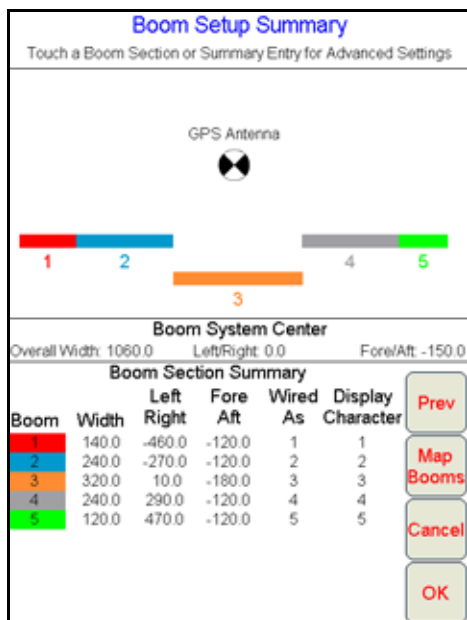 Boom Setup Summary
Touch a Boom Section or Summary Entry for Advanced Settings
GPS Antenna
1 2 4 5
3
Boom System Center
Overall Width: 1060.0 Left/Right: 0.0 Fore/Aft: -150.0
Boom Section Summary
Boom Width Left Right Fore Aft Wired As Display Character
1 140.0 -460.0 -120.0 1 1
2 240.0 -270.0 -120.0 2 2
3 320.0 10.0 -180.0 3 3
4 240.0 290.0 -120.0 4 4
5 120.0 470.0 -120.0 5 5
Prev
Map
Booms
Cancel
OK